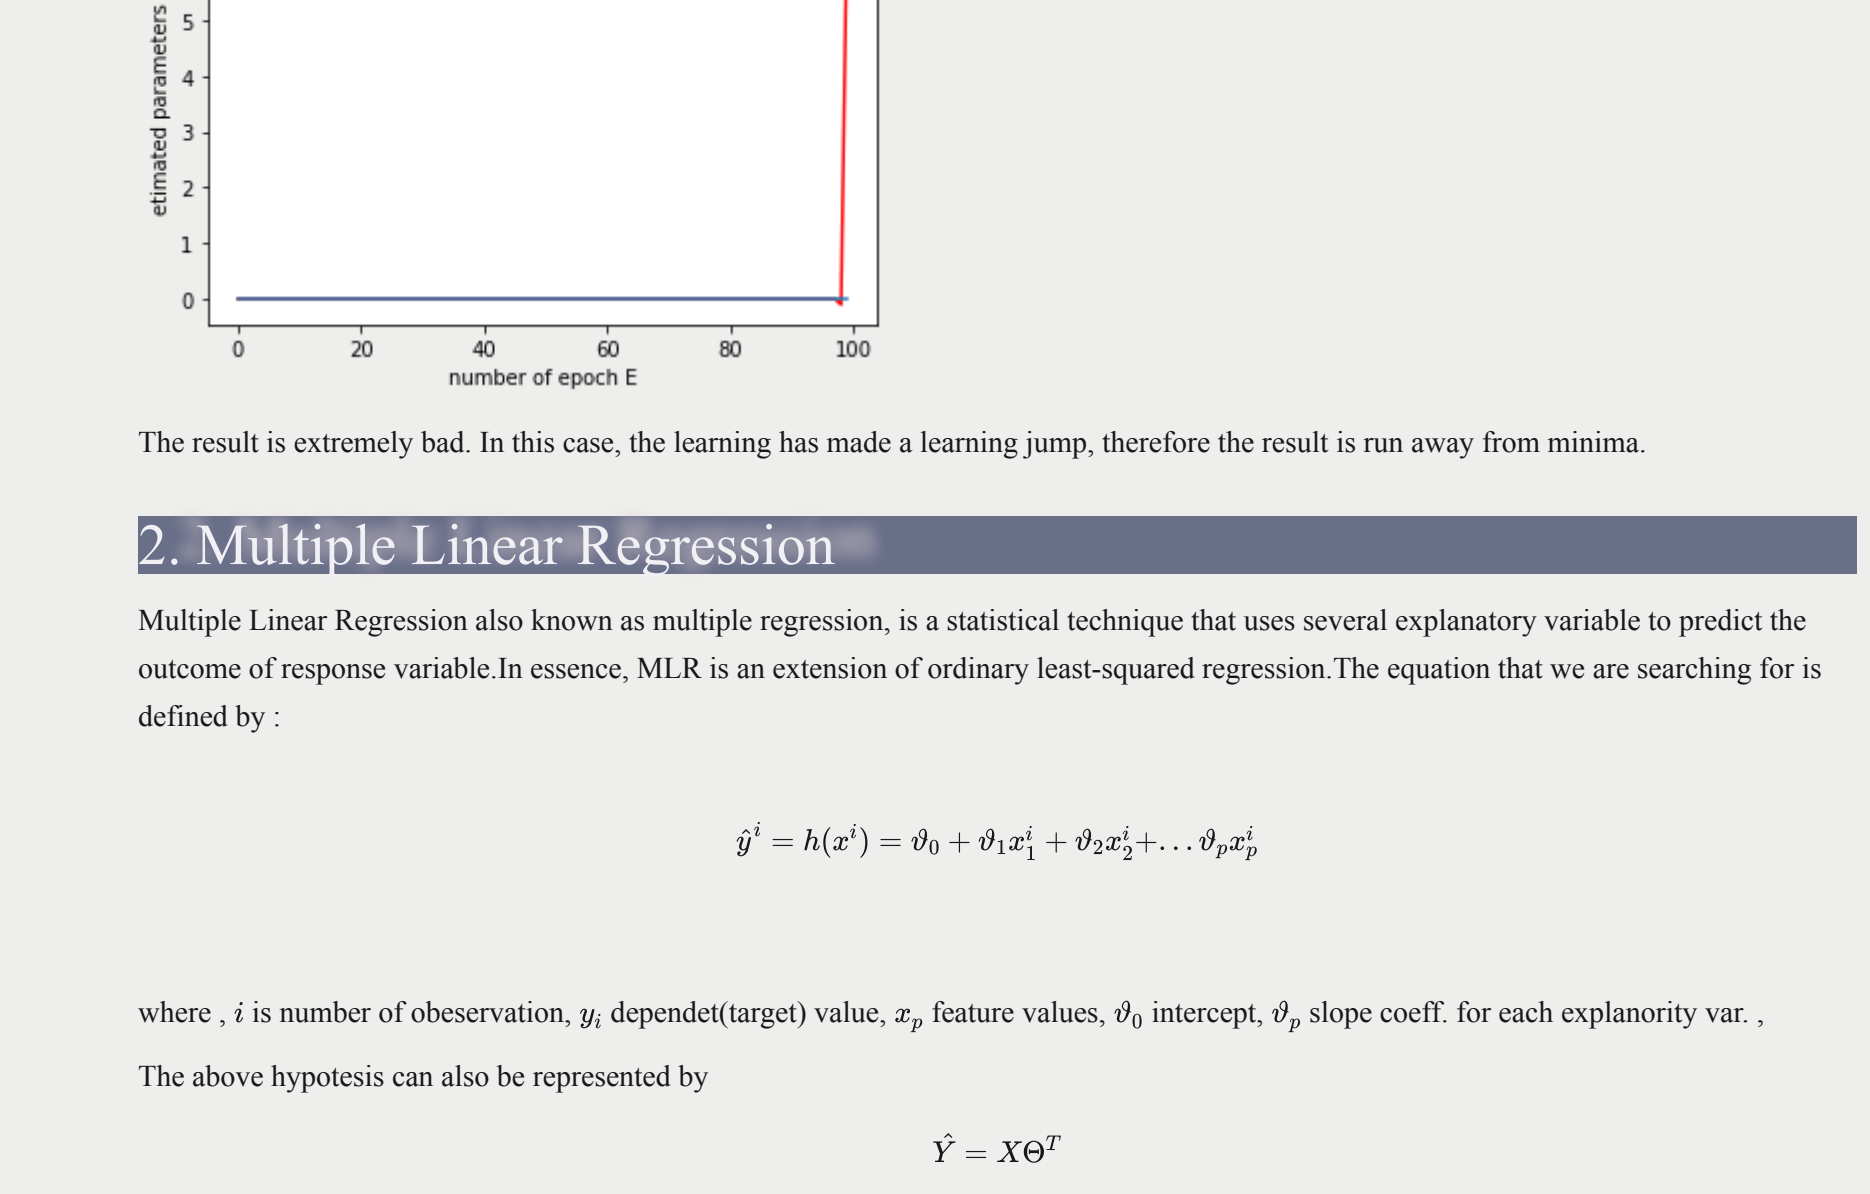 etimated parameters
5
4
3
2
1
0
0 20 40 60 80 100
number of epoch E
The result is extremely bad. In this case, the learning has made a learning jump, therefore the result is run away from minima.
2. Multiple Linear Regression
Multiple Linear Regression also known as multiple regression, is a statistical technique that uses several explanatory variable to predict the
outcome of response variable.In essence, MLR is an extension of ordinary least-squared regression.The equation that we are searching for is
defined by :
ŷ^i = h(x^i) = ϑ_0 + ϑ_1x_1^i + ϑ_2x_2^i+…ϑ_px_p^i
where , i is number of obeservation, y_i dependet(target) value, x_p feature values, ϑ_0 intercept, ϑ_p slope coeff. for each explanority var. ,
The above hypotesis can also be represented by
Ŷ = XΘ^T